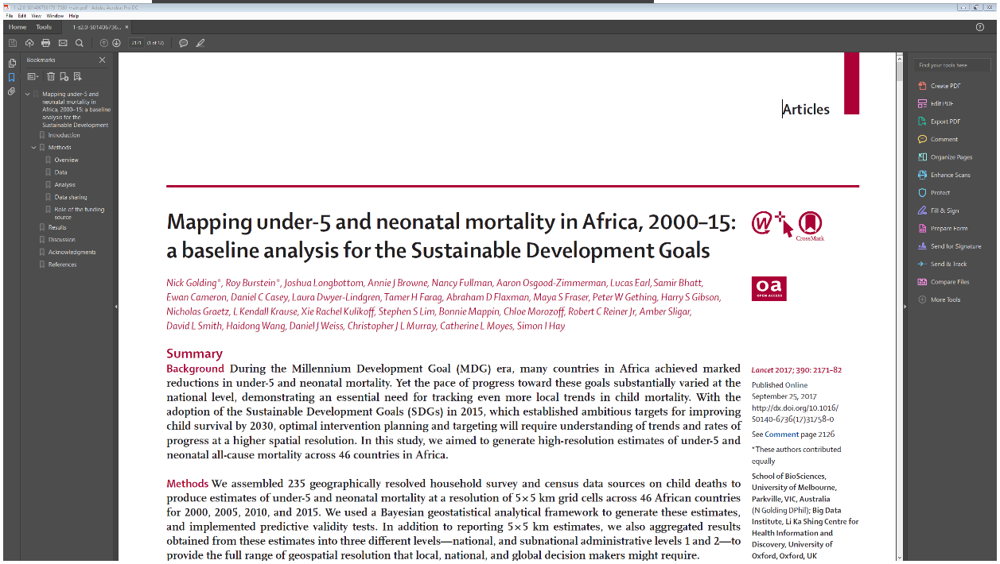 1-s2.0-S0140673617317580-main.pdf - Adobe Acrobat Pro DC
File Edit View Window Help
Home Tools 1-s2.0-S01406736... ×
2171 (1 of 12)
Bookmarks
Mapping under-5 and
neonatal mortality in
Africa, 2000–15: a baseline
analysis for the
Sustainable Development
Introduction
Methods
Overview
Data
Analysis
Data sharing
Role of the funding
source
Results
Discussion
Acknowledgments
References
Articles
Mapping under-5 and neonatal mortality in Africa, 2000–15:
a baseline analysis for the Sustainable Development Goals
CrossMark
Nick Golding*, Roy Burstein*, Joshua Longbottom, Annie J Browne, Nancy Fullman, Aaron Osgood-Zimmerman, Lucas Earl, Samir Bhatt,
Ewan Cameron, Daniel C Casey, Laura Dwyer-Lindgren, Tamer H Farag, Abraham D Flaxman, Maya S Fraser, Peter W Gething, Harry S Gibson,
Nicholas Graetz, L Kendall Krause, Xie Rachel Kulikoff, Stephen S Lim, Bonnie Mappin, Chloe Morozoff, Robert C Reiner Jr, Amber Sligar,
David L Smith, Haidong Wang, Daniel J Weiss, Christopher J L Murray, Catherine L Moyes, Simon I Hay
oa
OPEN ACCESS
Summary
Background During the Millennium Development Goal (MDG) era, many countries in Africa achieved marked
reductions in under-5 and neonatal mortality. Yet the pace of progress toward these goals substantially varied at the
national level, demonstrating an essential need for tracking even more local trends in child mortality. With the
adoption of the Sustainable Development Goals (SDGs) in 2015, which established ambitious targets for improving
child survival by 2030, optimal intervention planning and targeting will require understanding of trends and rates of
progress at a higher spatial resolution. In this study, we aimed to generate high-resolution estimates of under-5 and
neonatal all-cause mortality across 46 countries in Africa.
Methods We assembled 235 geographically resolved household survey and census data sources on child deaths to
produce estimates of under-5 and neonatal mortality at a resolution of 5×5 km grid cells across 46 African countries
for 2000, 2005, 2010, and 2015. We used a Bayesian geostatistical analytical framework to generate these estimates,
and implemented predictive validity tests. In addition to reporting 5×5 km estimates, we also aggregated results
obtained from these estimates into three different levels—national, and subnational administrative levels 1 and 2—to
provide the full range of geospatial resolution that local, national, and global decision makers might require.
Lancet 2017; 390: 2171–82
Published Online
September 25, 2017
http://dx.doi.org/10.1016/
S0140-6736(17)31758-0
See Comment page 2126
*These authors contributed
equally
School of BioSciences,
University of Melbourne,
Parkville, VIC, Australia
(N Golding DPhil); Big Data
Institute, Li Ka Shing Centre for
Health Information and
Discovery, University of
Oxford, Oxford, UK
Find your tools here
Create PDF
Edit PDF
Export PDF
Comment
Organize Pages
Enhance Scans
Protect
Fill & Sign
Prepare Form
Send for Signature
Send & Track
Compare Files
More Tools